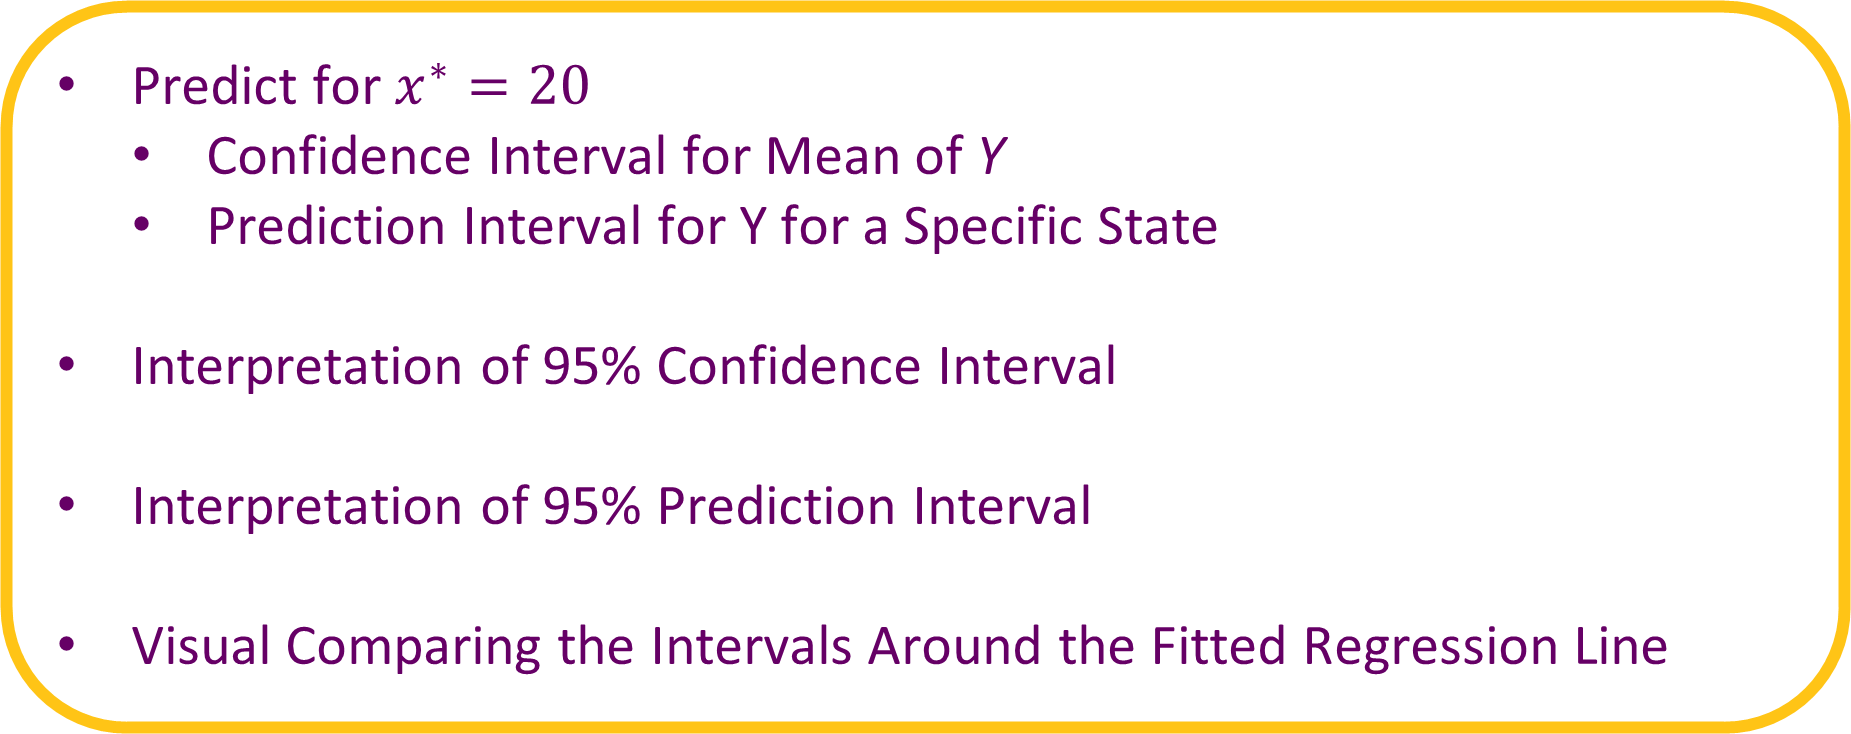 • Predict for x* = 20
• Confidence Interval for Mean of Y
• Prediction Interval for Y for a Specific State
• Interpretation of 95% Confidence Interval
• Interpretation of 95% Prediction Interval
• Visual Comparing the Intervals Around the Fitted Regression Line